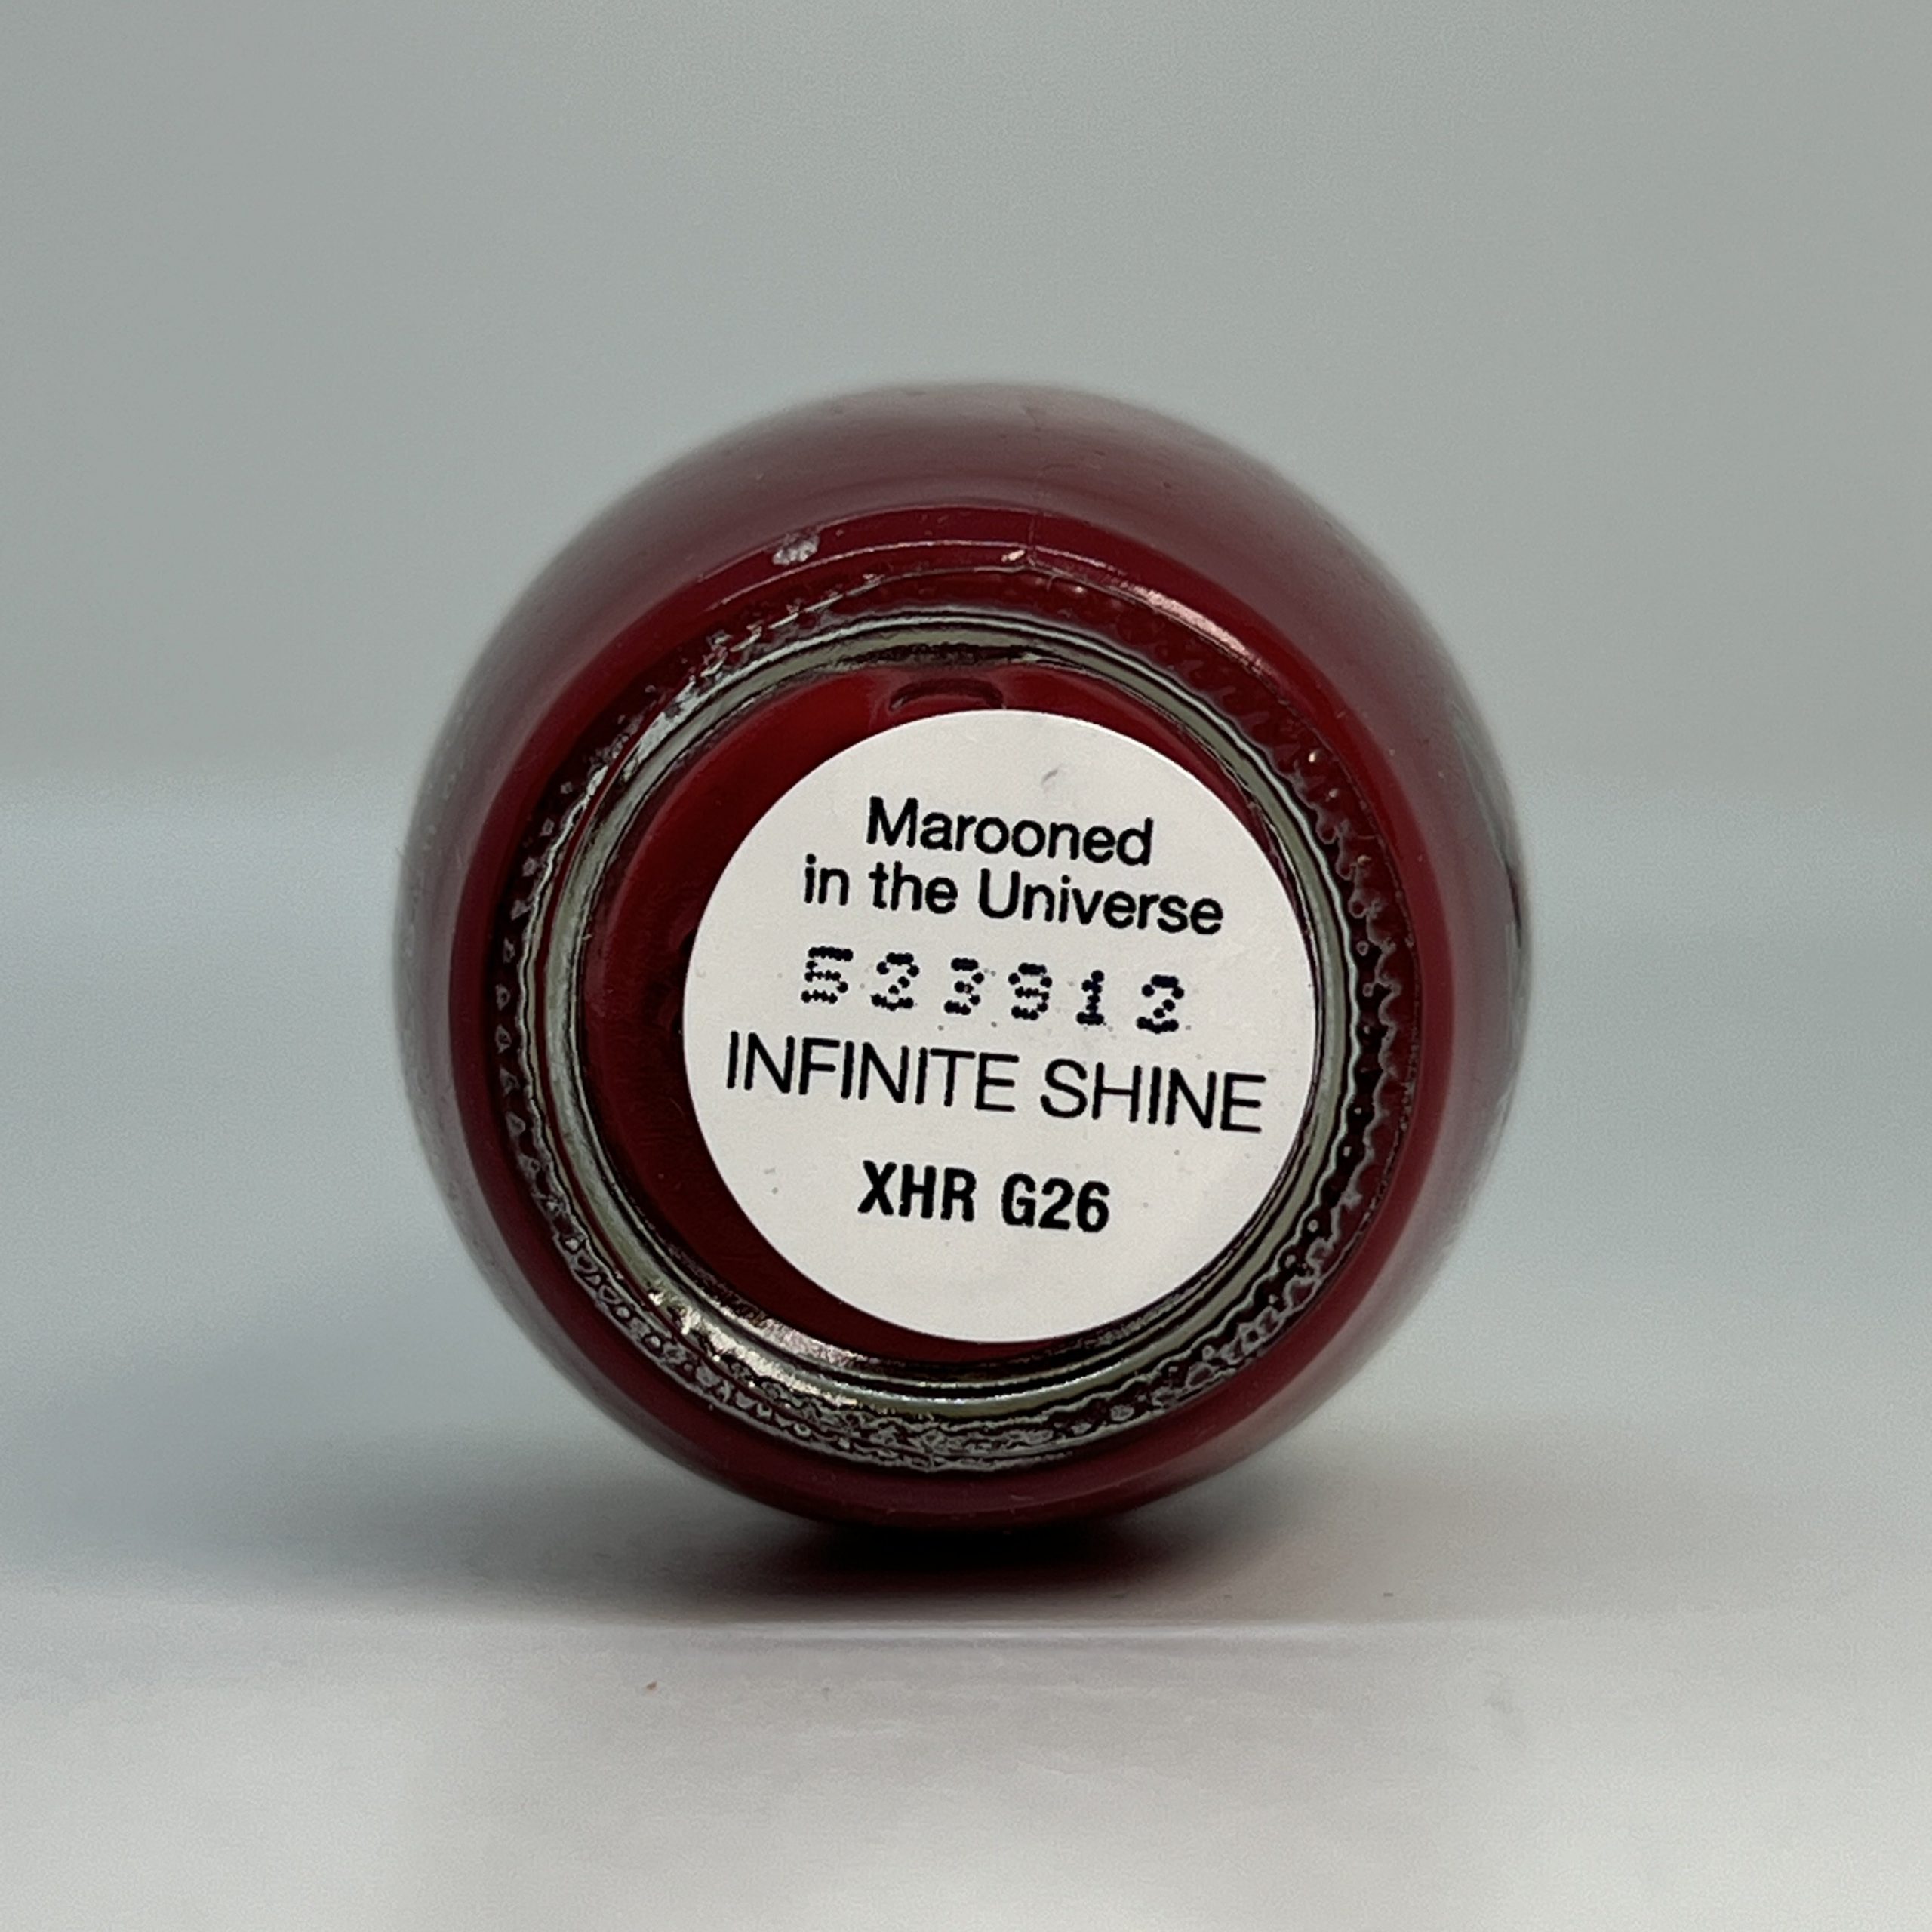 Marooned
in the Universe
523912
INFINITE SHINE
XHR G26